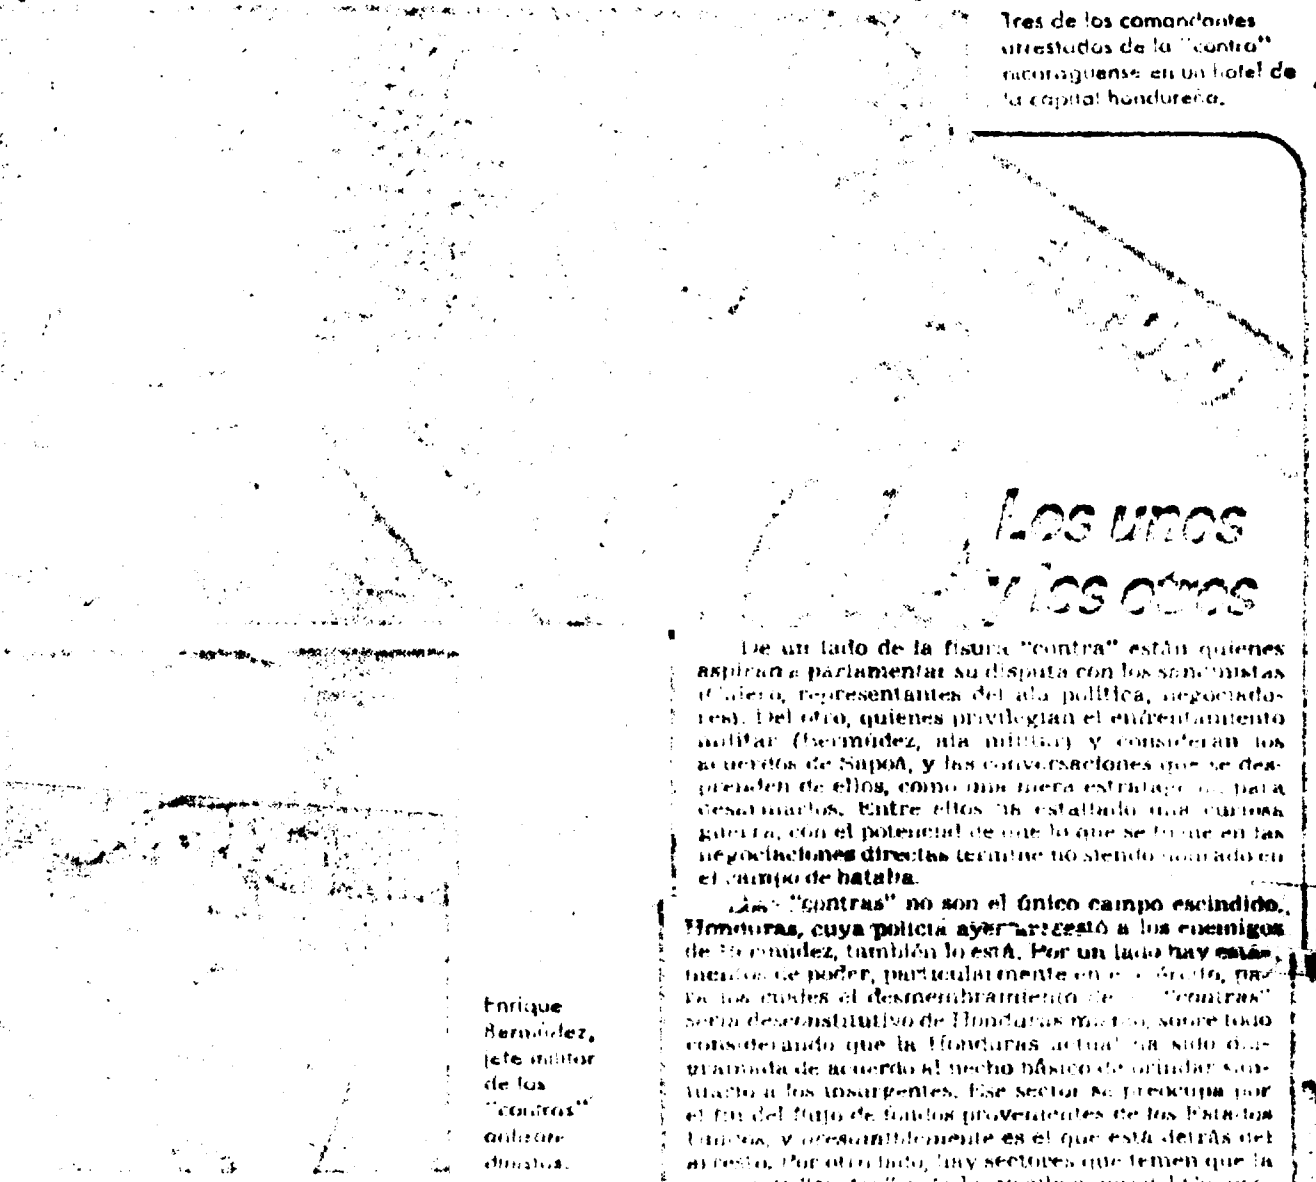 Tres de los comandantes
arrestados de la "contra"
nicaragüense en un hotel de
la capital hondureña.
Los unos
y los otros
De un lado de la fisura "contra" están quienes
aspiran a parlamentar su disputa con los sandinistas
(Calero, representantes del ala política, negociado-
res). Del otro, quienes privilegian el enfrentamiento
militar (Bermúdez, ala militar) y consideran los
acuerdos de Sapoá, y las conversaciones que se des-
prenden de ellos, como una mera estratagema para
desarmarlos. Entre ellos ha estallado una curiosa
guerra, con el potencial de que lo que se firme en las
negociaciones directas termine no siendo honrado en
el campo de batalla.
Los "contras" no son el único campo escindido.
Honduras, cuya policía ayer arrestó a los enemigos
de Bermúdez, también lo está. Por un lado hay esta-
mentos de poder, particularmente en el ejército, pa-
ra los cuales el desmembramiento de "contras"
sería desconstitutivo de Honduras misma, sobre todo
considerando que la Honduras actual ha sido dia-
gramada de acuerdo al hecho básico de brindar san-
tuario a los insurgentes. Ese sector se preocupa por
el fin del flujo de fondos provenientes de los Estados
Unidos, y presumiblemente es el que está detrás del
arresto. Por otro lado, hay sectores que temen que la
Enrique
Bermúdez,
jefe militar
de los
"contras"